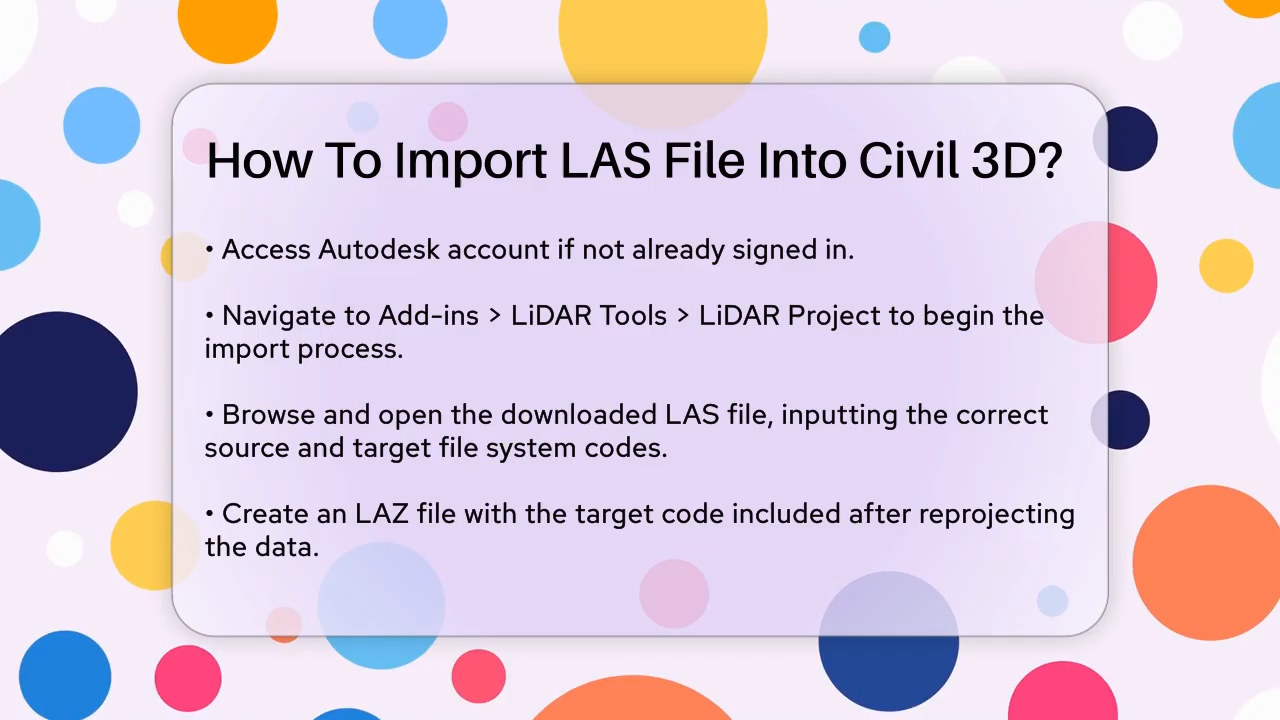 How To Import LAS File Into Civil 3D?
• Access Autodesk account if not already signed in.
• Navigate to Add-ins > LiDAR Tools > LiDAR Project to begin the
import process.
• Browse and open the downloaded LAS file, inputting the correct
source and target file system codes.
• Create an LAZ file with the target code included after reprojecting
the data.